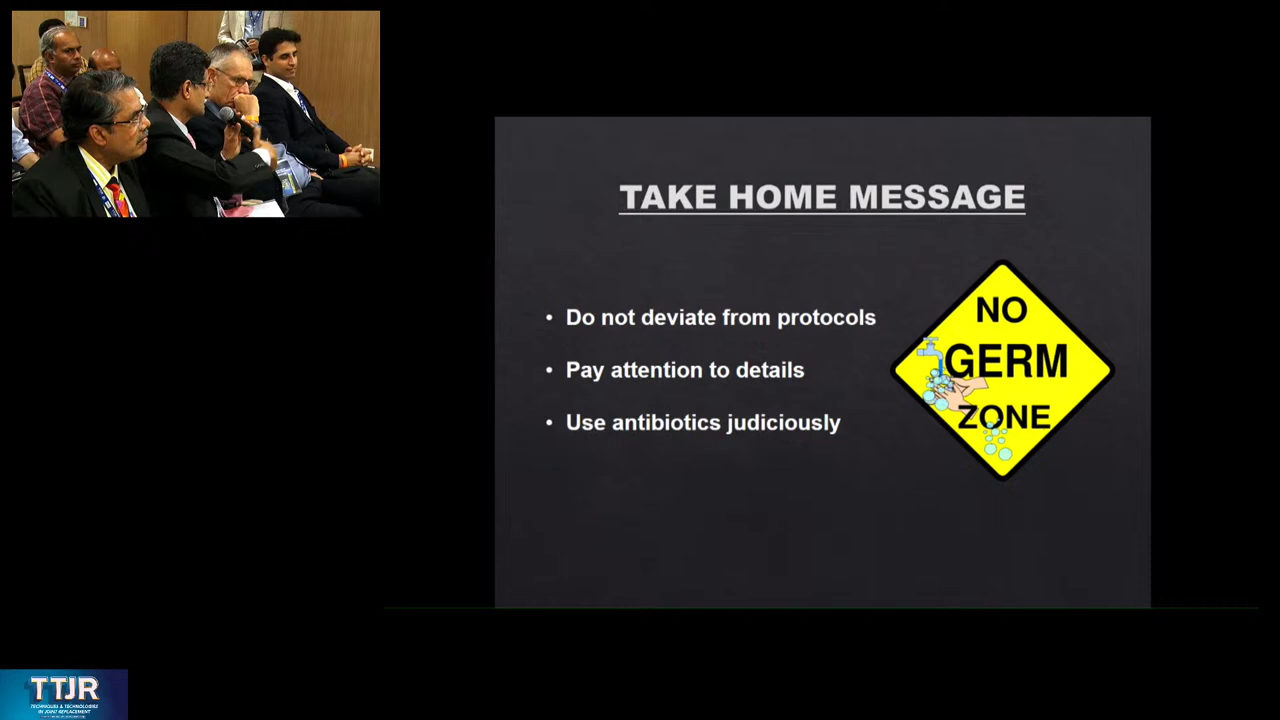 TAKE HOME MESSAGE
• Do not deviate from protocols
• Pay attention to details
• Use antibiotics judiciously
NO
GERM
ZONE
TTJR
TECHNIQUES & TECHNOLOGIES
IN JOINT REPLACEMENT